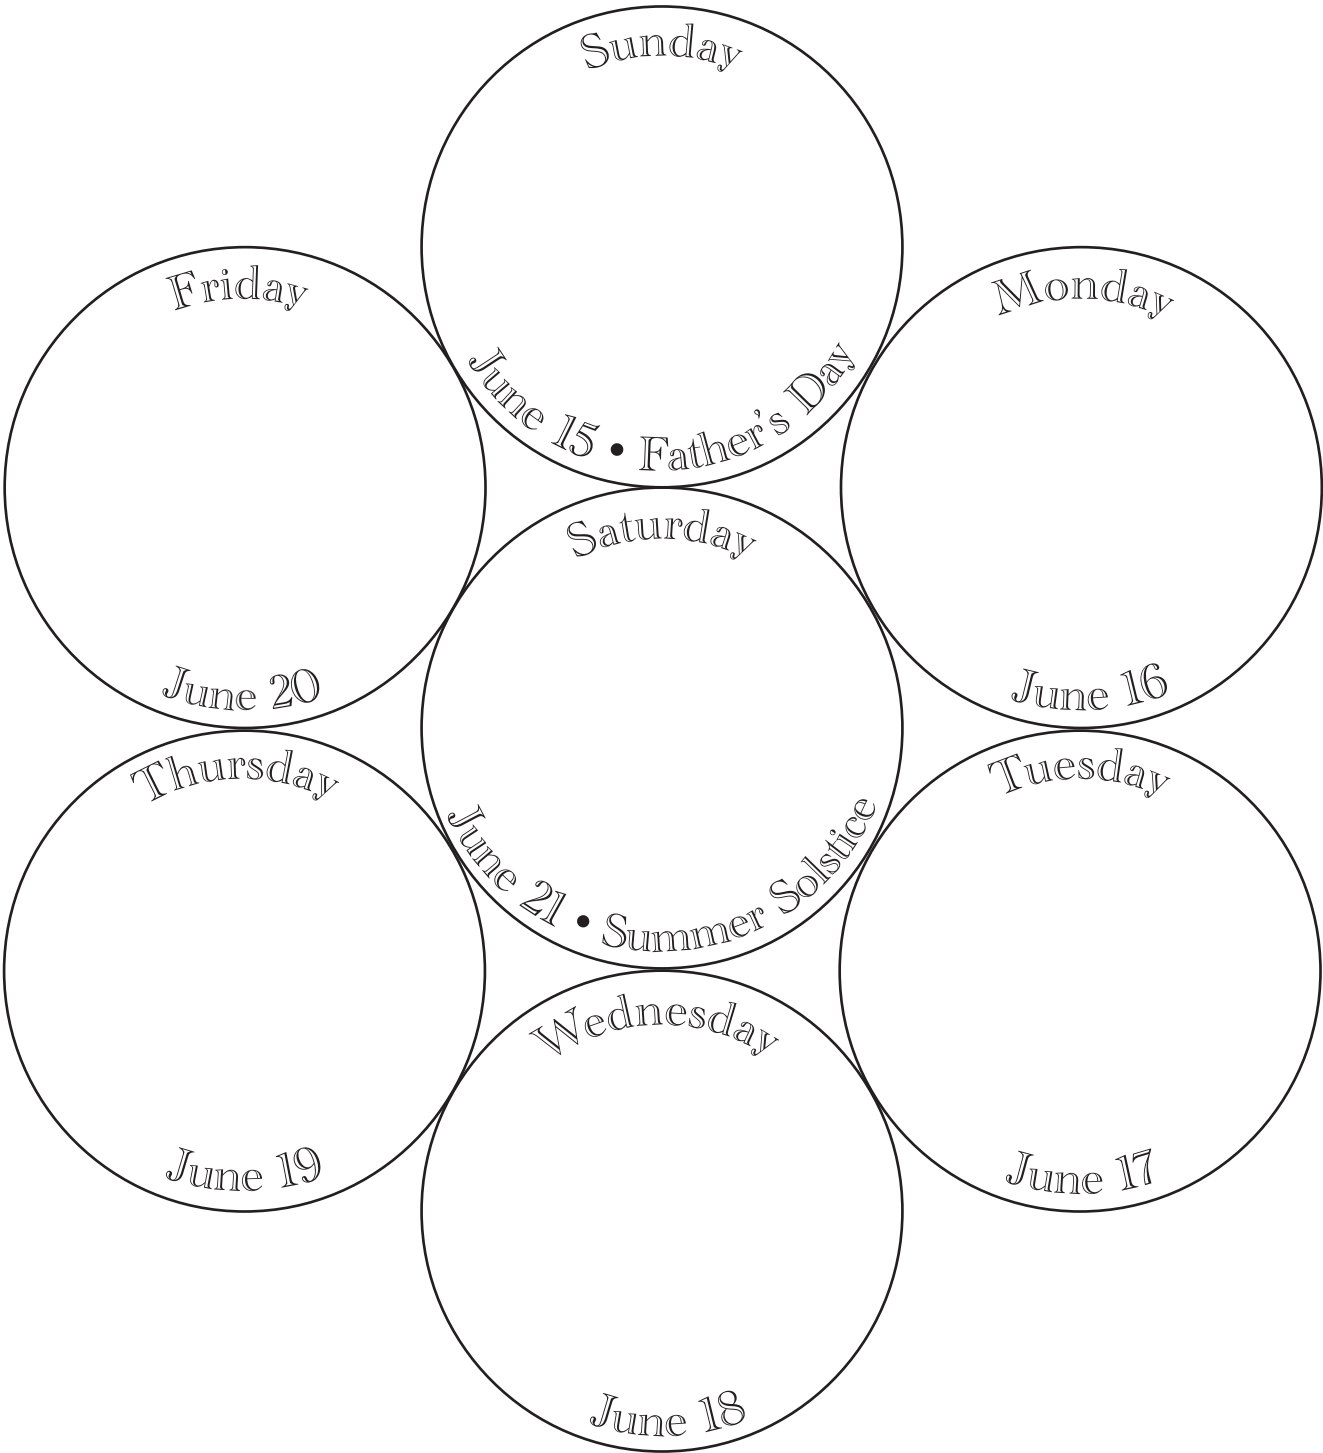 Sunday
June 15 • Father's Day
Monday
June 16
Tuesday
June 17
Wednesday
June 18
Thursday
June 19
Friday
June 20
Saturday
June 21 • Summer Solstice